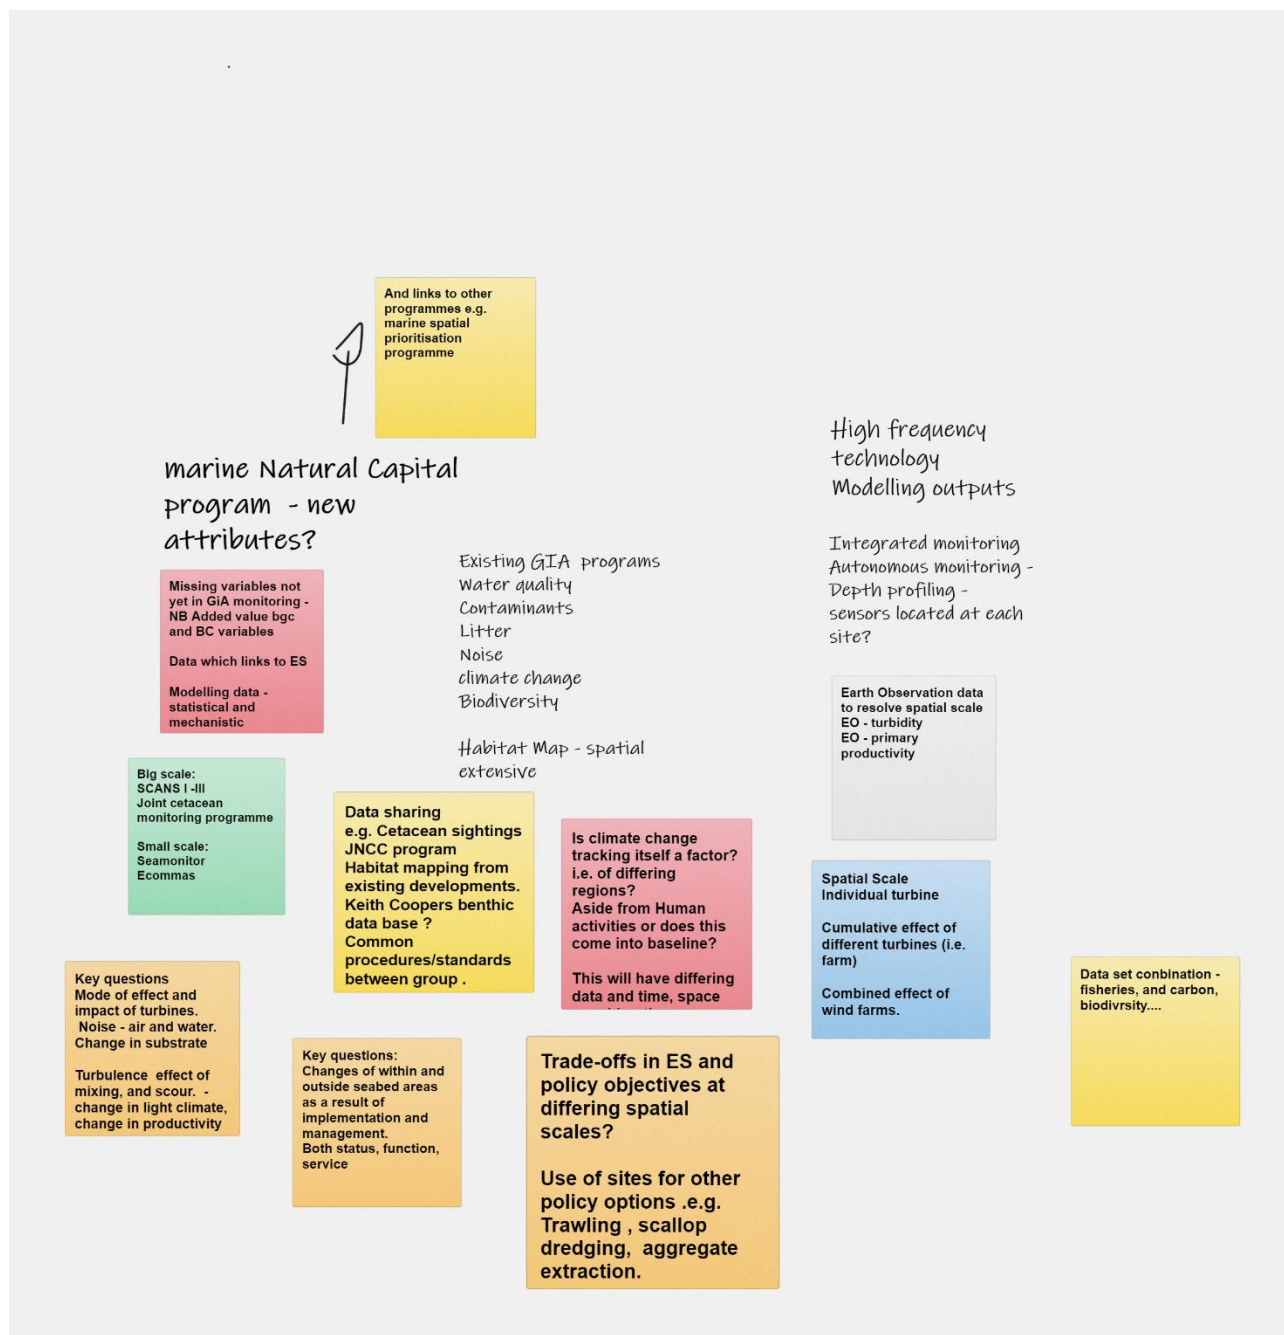 And links to other
programmes e.g.
marine spatial
prioritisation
programme
marine Natural Capital
program - new
attributes?
High frequency
technology
Modelling outputs
Integrated monitoring
Autonomous monitoring -
Depth profiling -
sensors located at each
site?
Existing GIA programs
Water quality
Contaminants
Litter
Noise
climate change
Biodiversity
Habitat Map - spatial
extensive
Missing variables not
yet in GiA monitoring -
NB Added value bgc
and BC variables
Data which links to ES
Modelling data -
statistical and
mechanistic
Earth Observation data
to resolve spatial scale
EO - turbidity
EO - primary
productivity
Big scale:
SCANS I -III
Joint cetacean
monitoring programme
Small scale:
Seamonitor
Ecommas
Data sharing
e.g. Cetacean sightings
JNCC program
Habitat mapping from
existing developments.
Keith Coopers benthic
data base ?
Common
procedures/standards
between group .
Is climate change
tracking itself a factor?
i.e. of differing
regions?
Aside from Human
activities or does this
come into baseline?
This will have differing
data and time, space
Spatial Scale
Individual turbine
Cumulative effect of
different turbines (i.e.
farm)
Combined effect of
wind farms.
Data set conbination -
fisheries, and carbon,
biodivrsity....
Key questions
Mode of effect and
impact of turbines.
Noise - air and water.
Change in substrate
Turbulence effect of
mixing, and scour. -
change in light climate,
change in productivity
Key questions:
Changes of within and
outside seabed areas
as a result of
implementation and
management.
Both status, function,
service
Trade-offs in ES and
policy objectives at
differing spatial
scales?
Use of sites for other
policy options .e.g.
Trawling , scallop
dredging, aggregate
extraction.